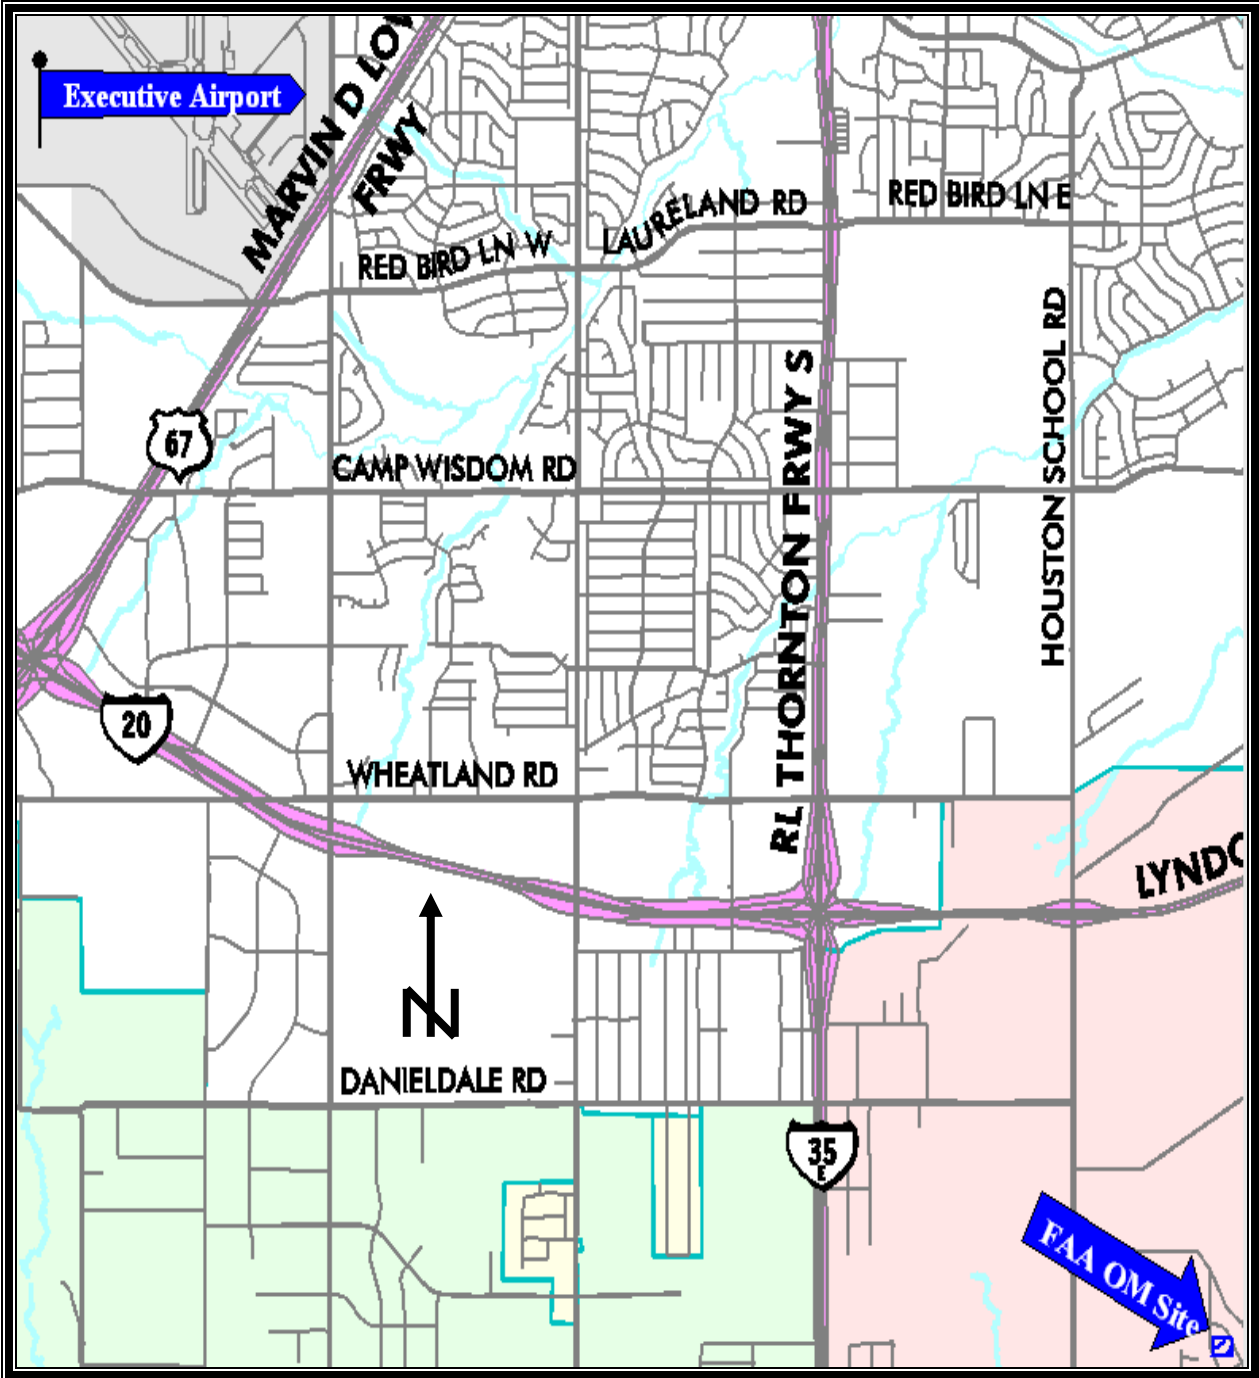 Executive Airport
MARVIN D LOV
FRWY
RED BIRD LN W
LAURELAND RD
RED BIRD LN E
HOUSTON SCHOOL RD
67
CAMP WISDOM RD
RL THORNTON FRWY S
20
WHEATLAND RD
LYNDO
N
DANIELDALE RD
35
E
FAA OM Site